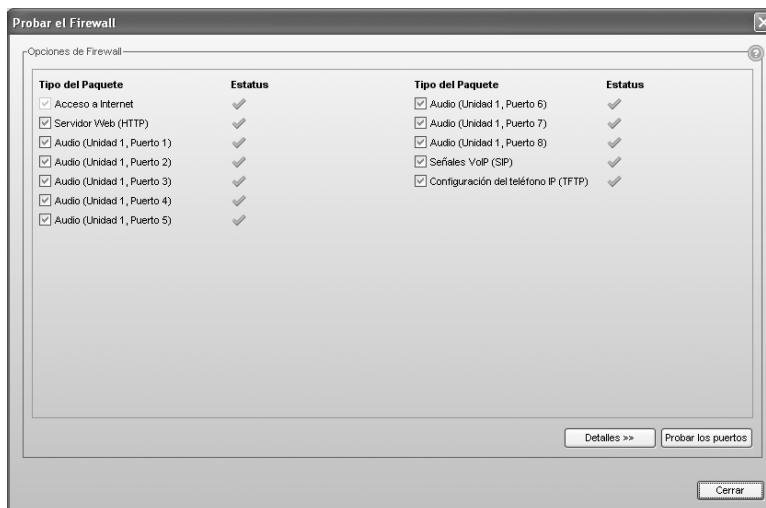 Probar el Firewall
Opciones de Firewall
Tipo del Paquete Estatus
Acceso a Internet
Servidor Web (HTTP)
Audio (Unidad 1, Puerto 1)
Audio (Unidad 1, Puerto 2)
Audio (Unidad 1, Puerto 3)
Audio (Unidad 1, Puerto 4)
Audio (Unidad 1, Puerto 5)
Tipo del Paquete Estatus
Audio (Unidad 1, Puerto 6)
Audio (Unidad 1, Puerto 7)
Audio (Unidad 1, Puerto 8)
Señales VoIP (SIP)
Configuración del teléfono IP (TFTP)
Detalles >> Probar los puertos
Cerrar